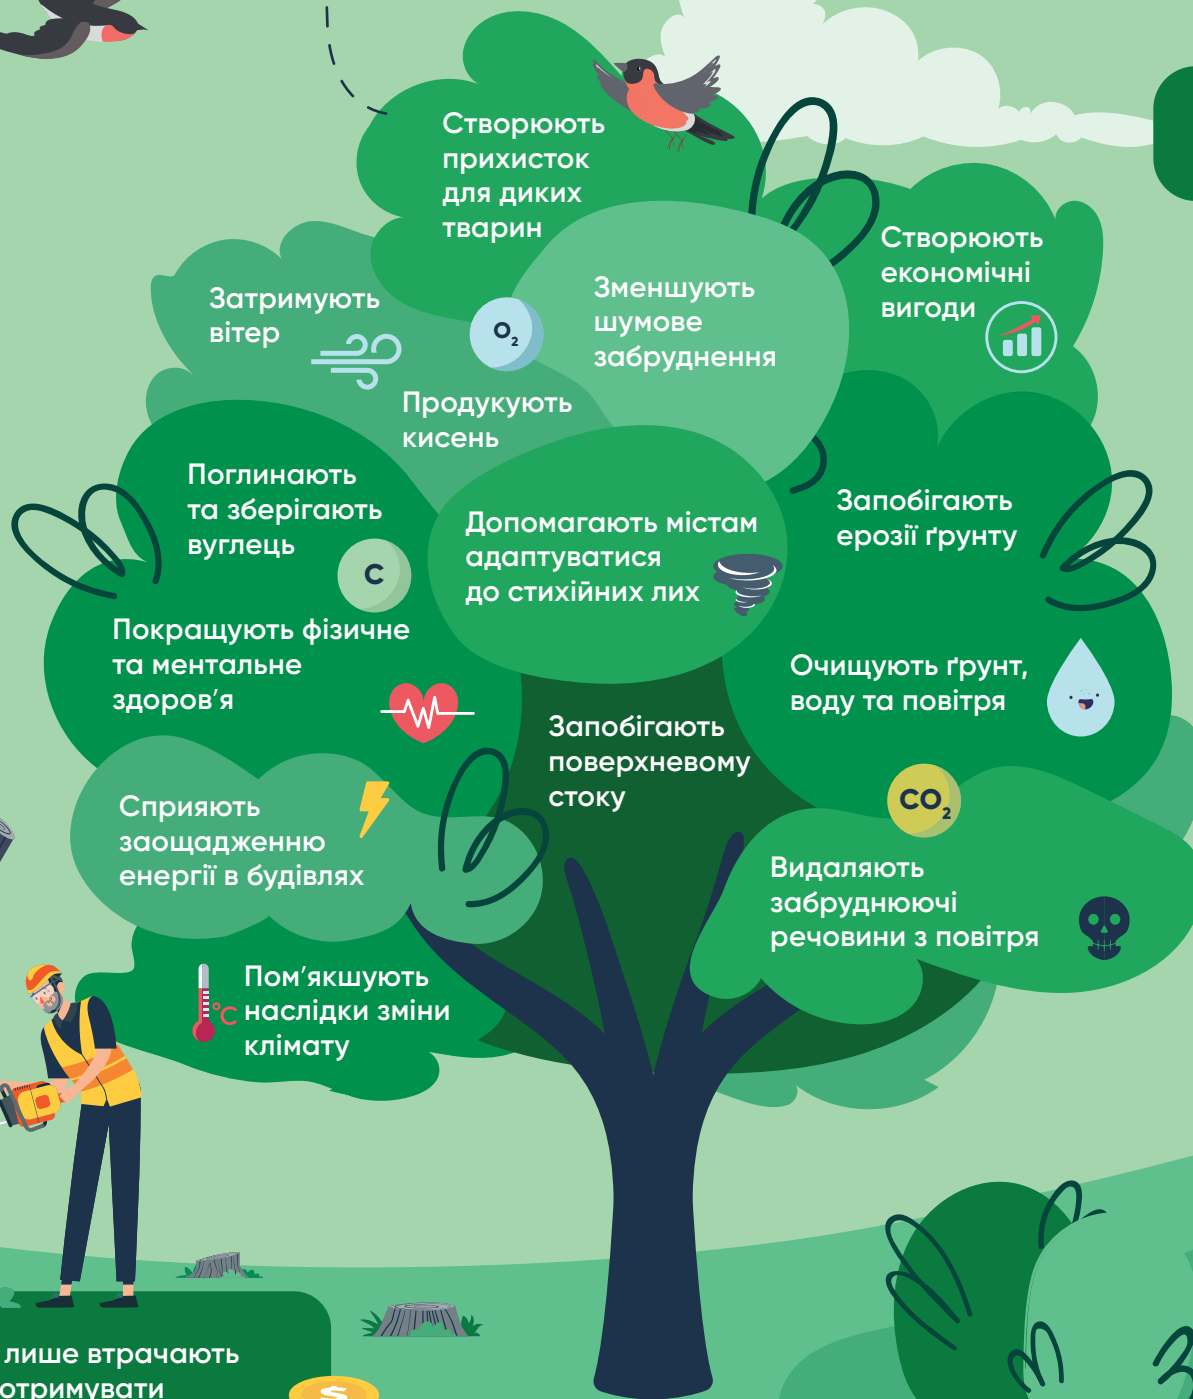 Створюють
прихисток
для диких
тварин
Створюють
економічні
вигоди
Затримують
вітер
O₂
Зменшують
шумове
забруднення
Продукують
кисень
Поглинають
та зберігають
вуглець
C
Допомагають містам
адаптуватися
до стихійних лих
Запобігають
ерозії ґрунту
Покращують фізичне
та ментальне
здоров’я
Очищують ґрунт,
воду та повітря
Запобігають
поверхневому
стоку
CO₂
Сприяють
заощадженню
енергії в будівлях
Видаляють
забруднюючі
речовини з повітря
°C
Пом’якшують
наслідки зміни
клімату
лише втрачають
отримувати
$